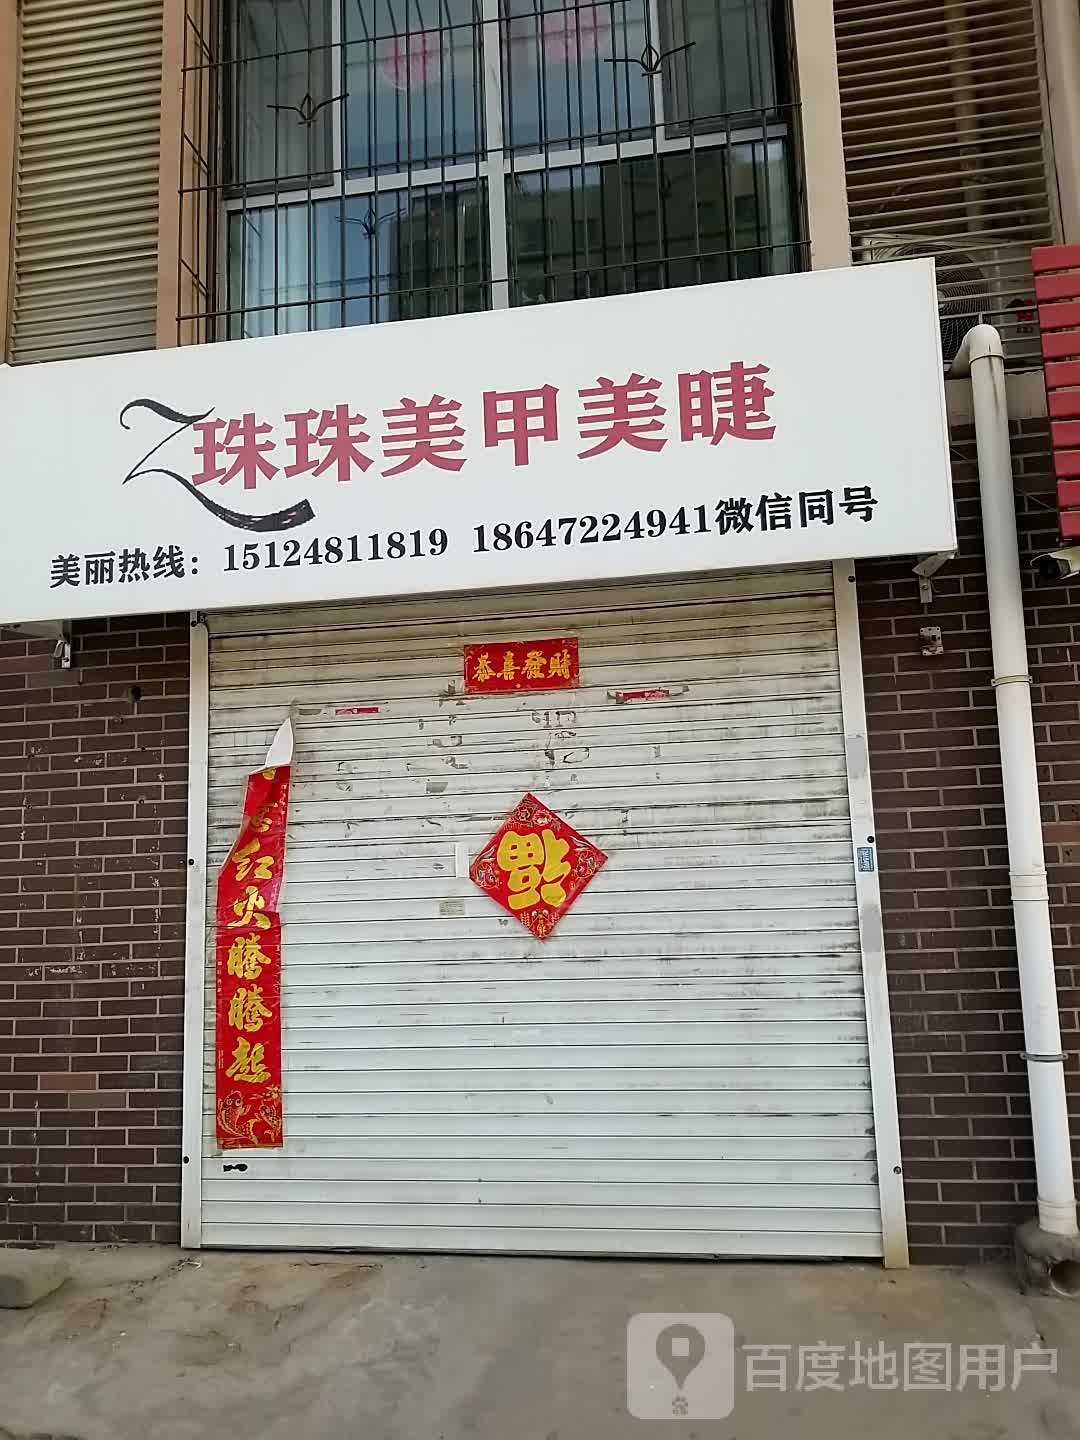 Z珠珠美甲美睫
美丽热线：15124811819 18647224941微信同号
恭喜發財
福
红火腾腾起
百度地图用户